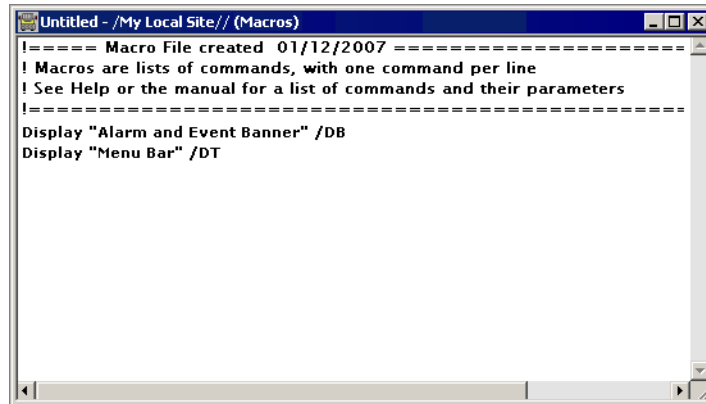 Untitled - /My Local Site// (Macros)
!===== Macro File created  01/12/2007 =====================
! Macros are lists of commands, with one command per line
! See Help or the manual for a list of commands and their parameters
!===============================================
Display "Alarm and Event Banner" /DB
Display "Menu Bar" /DT